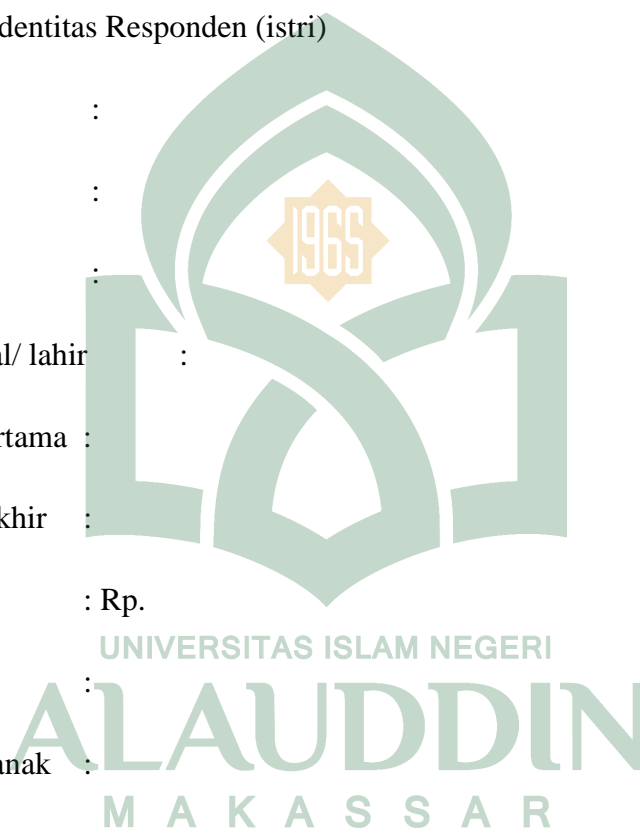 dentitas Responden (istri)
:
:
1965
:
al/ lahir :
rtama :
khir :
: Rp.
UNIVERSITAS ISLAM NEGERI
:
ALAUDDIN
anak :
MAKASSAR